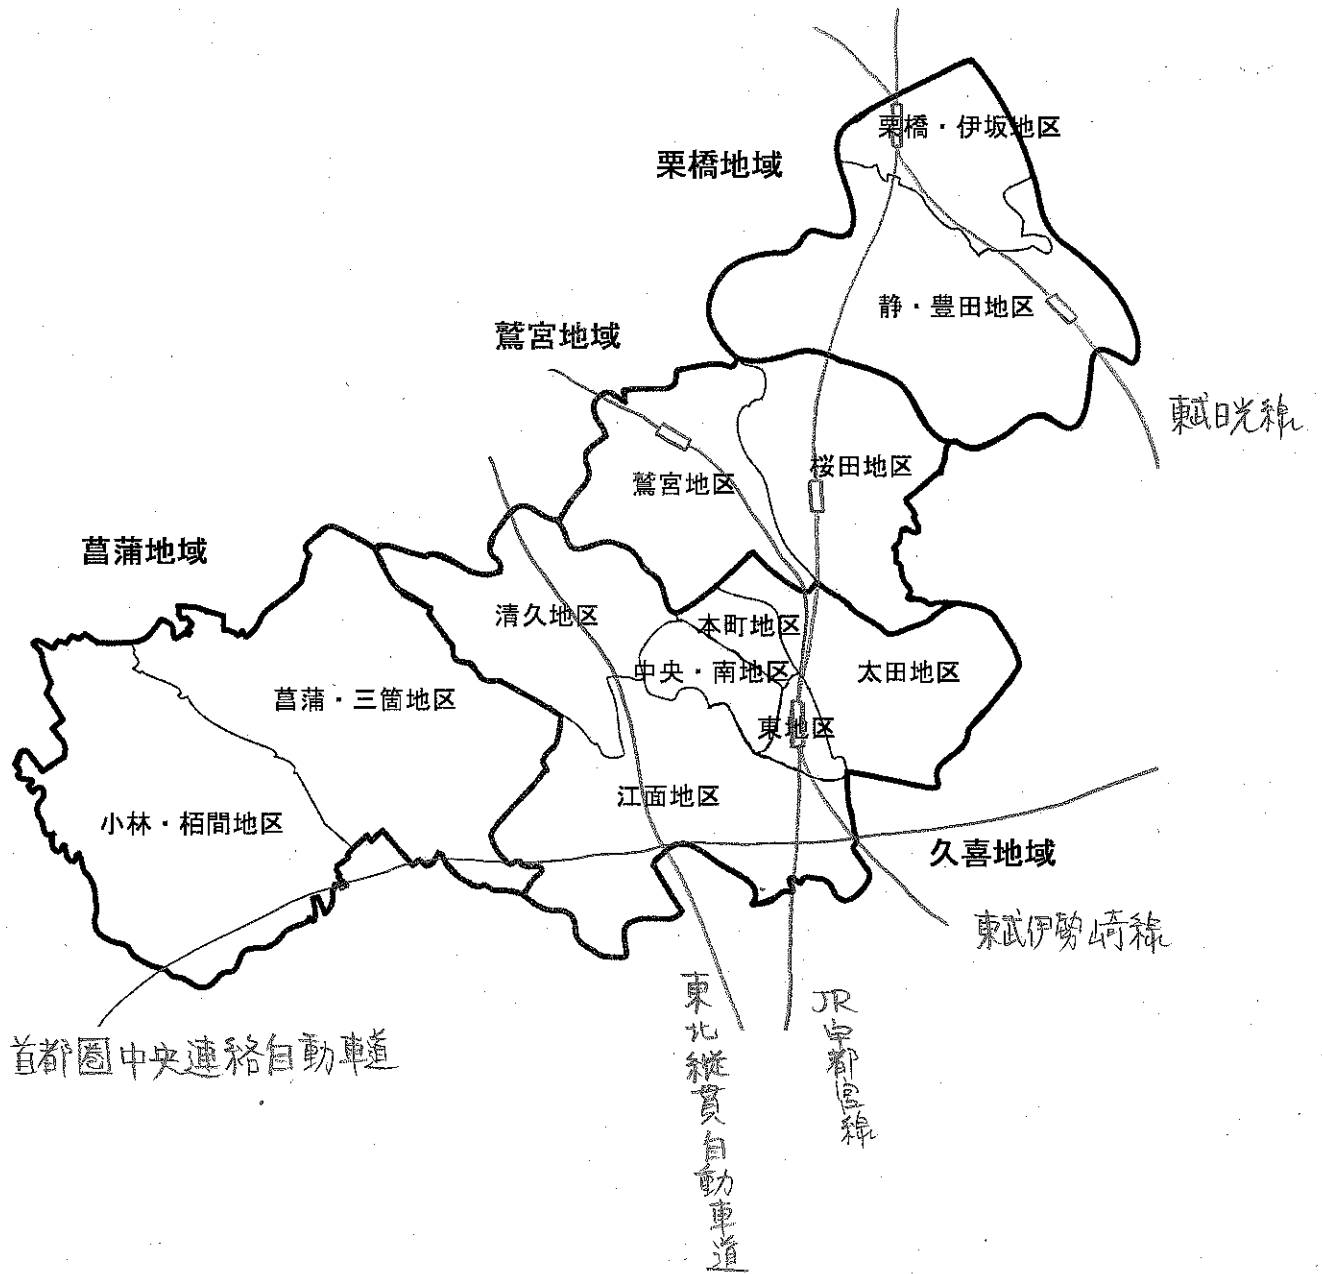 栗橋・伊坂地区
栗橋地域
静・豊田地区
鷲宮地域
東武日光線
桜田地区
鷲宮地区
菖蒲地域
清久地区
本町地区
中央・南地区
太田地区
菖蒲・三箇地区
東地区
江面地区
小林・栢間地区
久喜地域
東武伊勢崎線
首都圏中央連絡自動車道
東北縦貫自動車道
JR宇都宮線